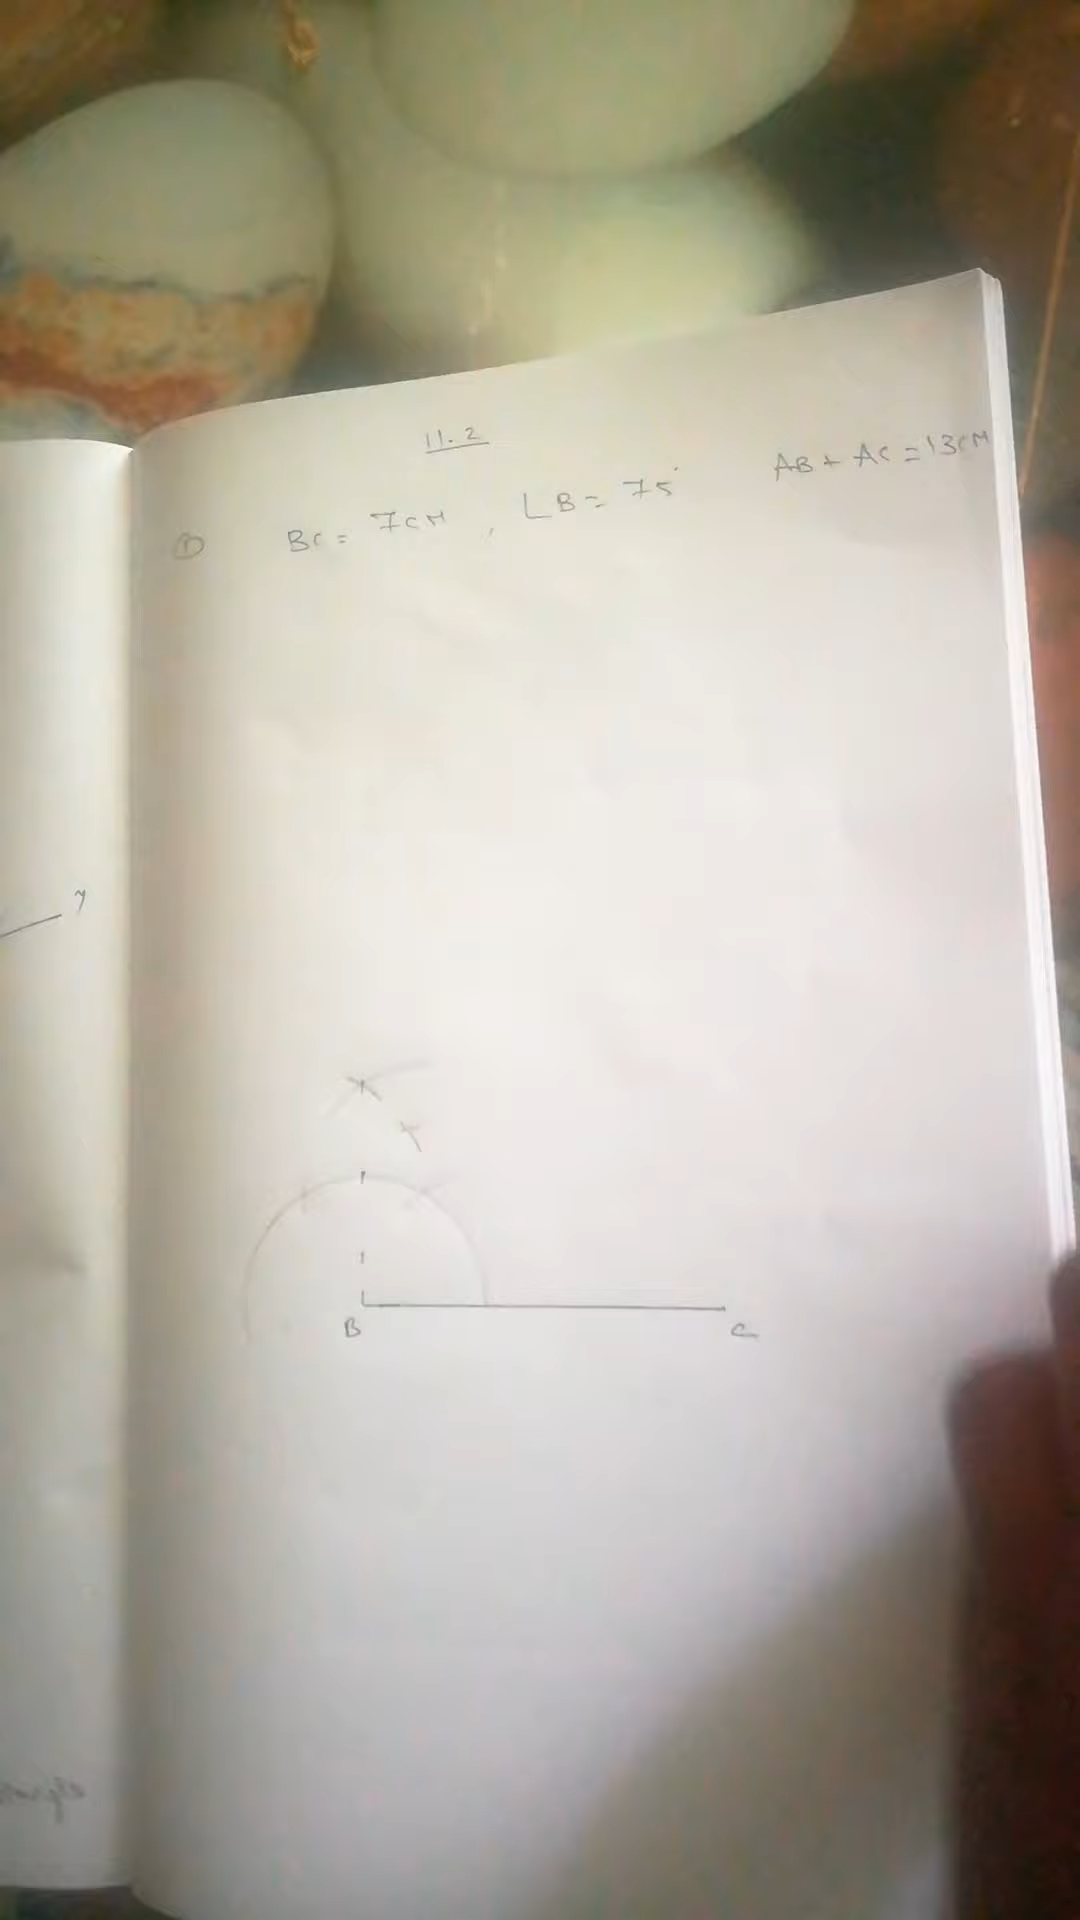 11.2
① BC = 7CM , ∠B = 75° AB + AC = 13CM
y
B C